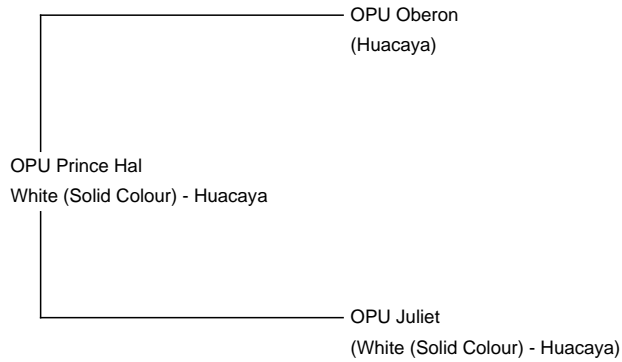 OPU Oberon
(Huacaya)
OPU Prince Hal
White (Solid Colour) - Huacaya
OPU Juliet
(White (Solid Colour) - Huacaya)